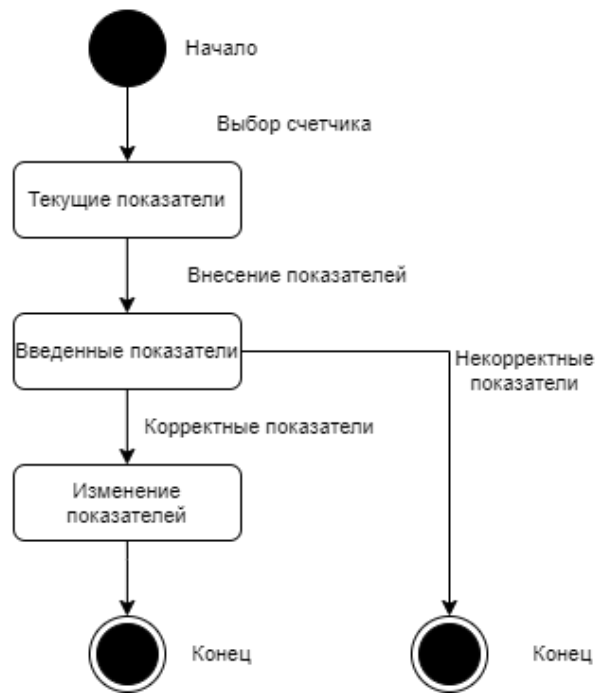 Начало
Выбор счетчика
Текущие показатели
Внесение показателей
Введенные показатели
Некорректные
показатели
Корректные показатели
Изменение
показателей
Конец
Конец